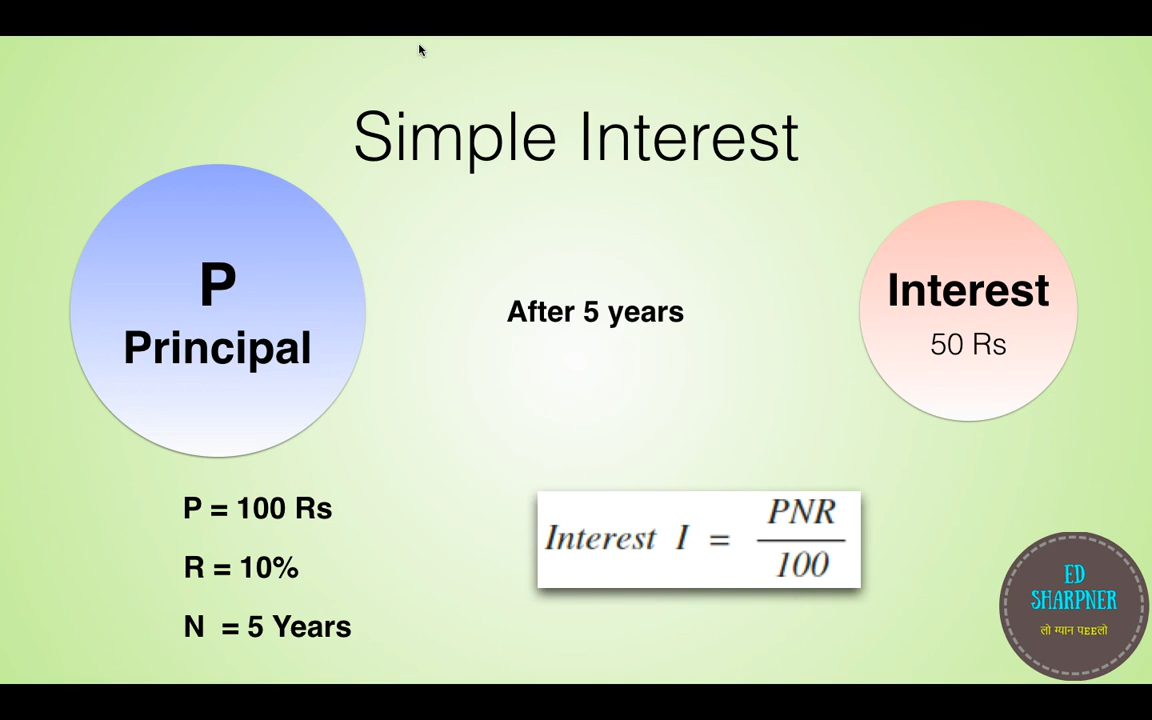 Simple Interest
P
Principal
After 5 years
Interest
50 Rs
P = 100 Rs
R = 10%
N = 5 Years
Interest I = PNR / 100
ED
SHARPNER
लो ग्यान पEEलो